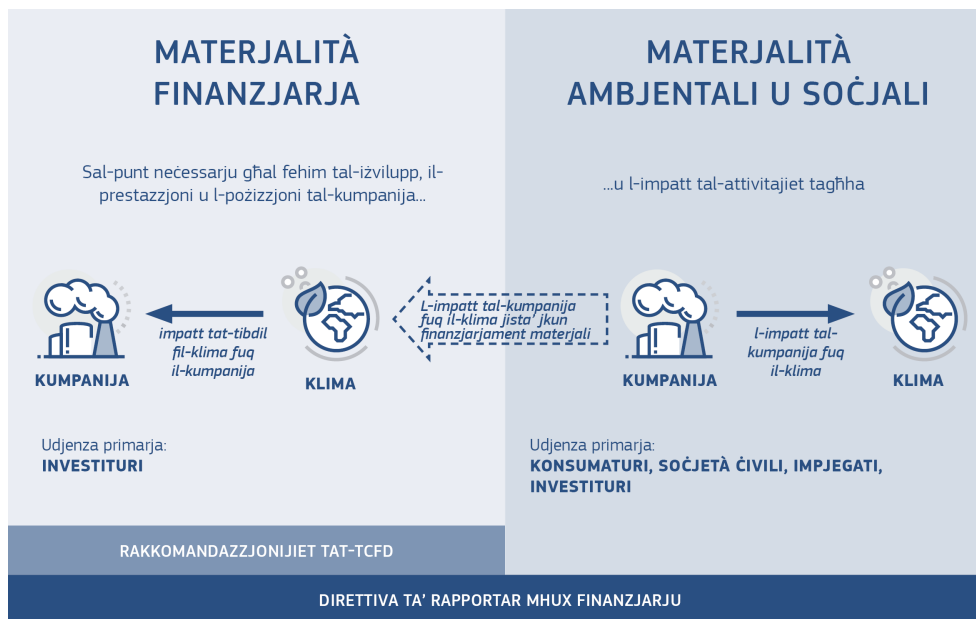 MATERJALITÀ
FINANZJARJA
Sal-punt neċessarju għal fehim tal-iżvilupp, il-
prestazzjoni u l-pożizzjoni tal-kumpanija...
KUMPANIJA
impatt tat-tibdil
fil-klima fuq
il-kumpanija
KLIMA
Udjenza primarja:
INVESTITURI
L-impatt tal-kumpanija
fuq il-klima jista' jkun
finanzjarjament materjali
MATERJALITÀ
AMBJENTALI U SOĊJALI
...u l-impatt tal-attivitajiet tagħha
KUMPANIJA
l-impatt tal-
kumpanija fuq
il-klima
KLIMA
Udjenza primarja:
KONSUMATURI, SOĊJETÀ ĊIVILI, IMPJEGATI,
INVESTITURI
RAKKOMANDAZZJONIJIET TAT-TCFD
DIRETTIVA TA’ RAPPORTAR MHUX FINANZJARJU